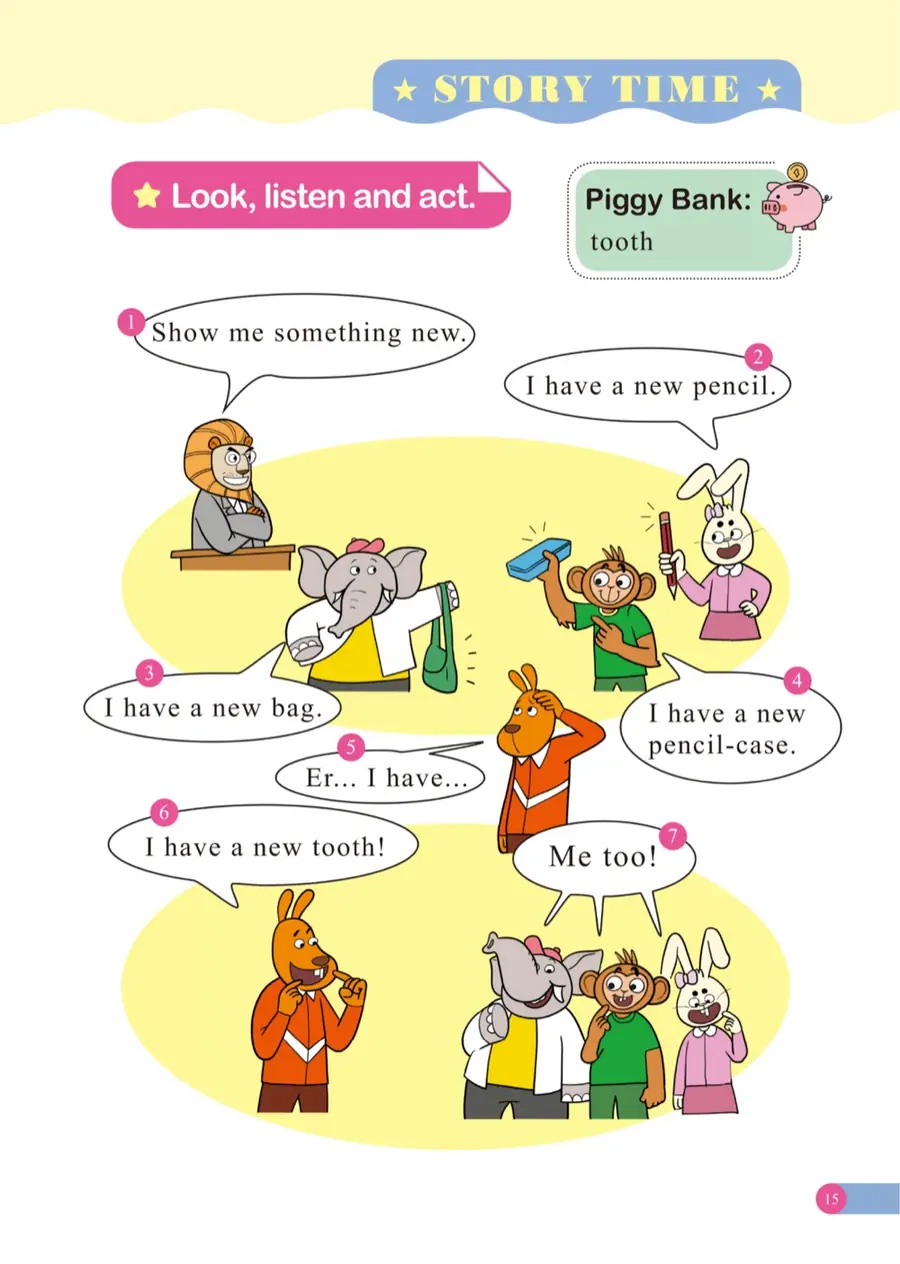 STORY TIME
Look, listen and act.
Piggy Bank:
tooth
1
Show me something new.
2
I have a new pencil.
3
I have a new bag.
4
I have a new
pencil-case.
5
Er... I have...
6
I have a new tooth!
7
Me too!
15